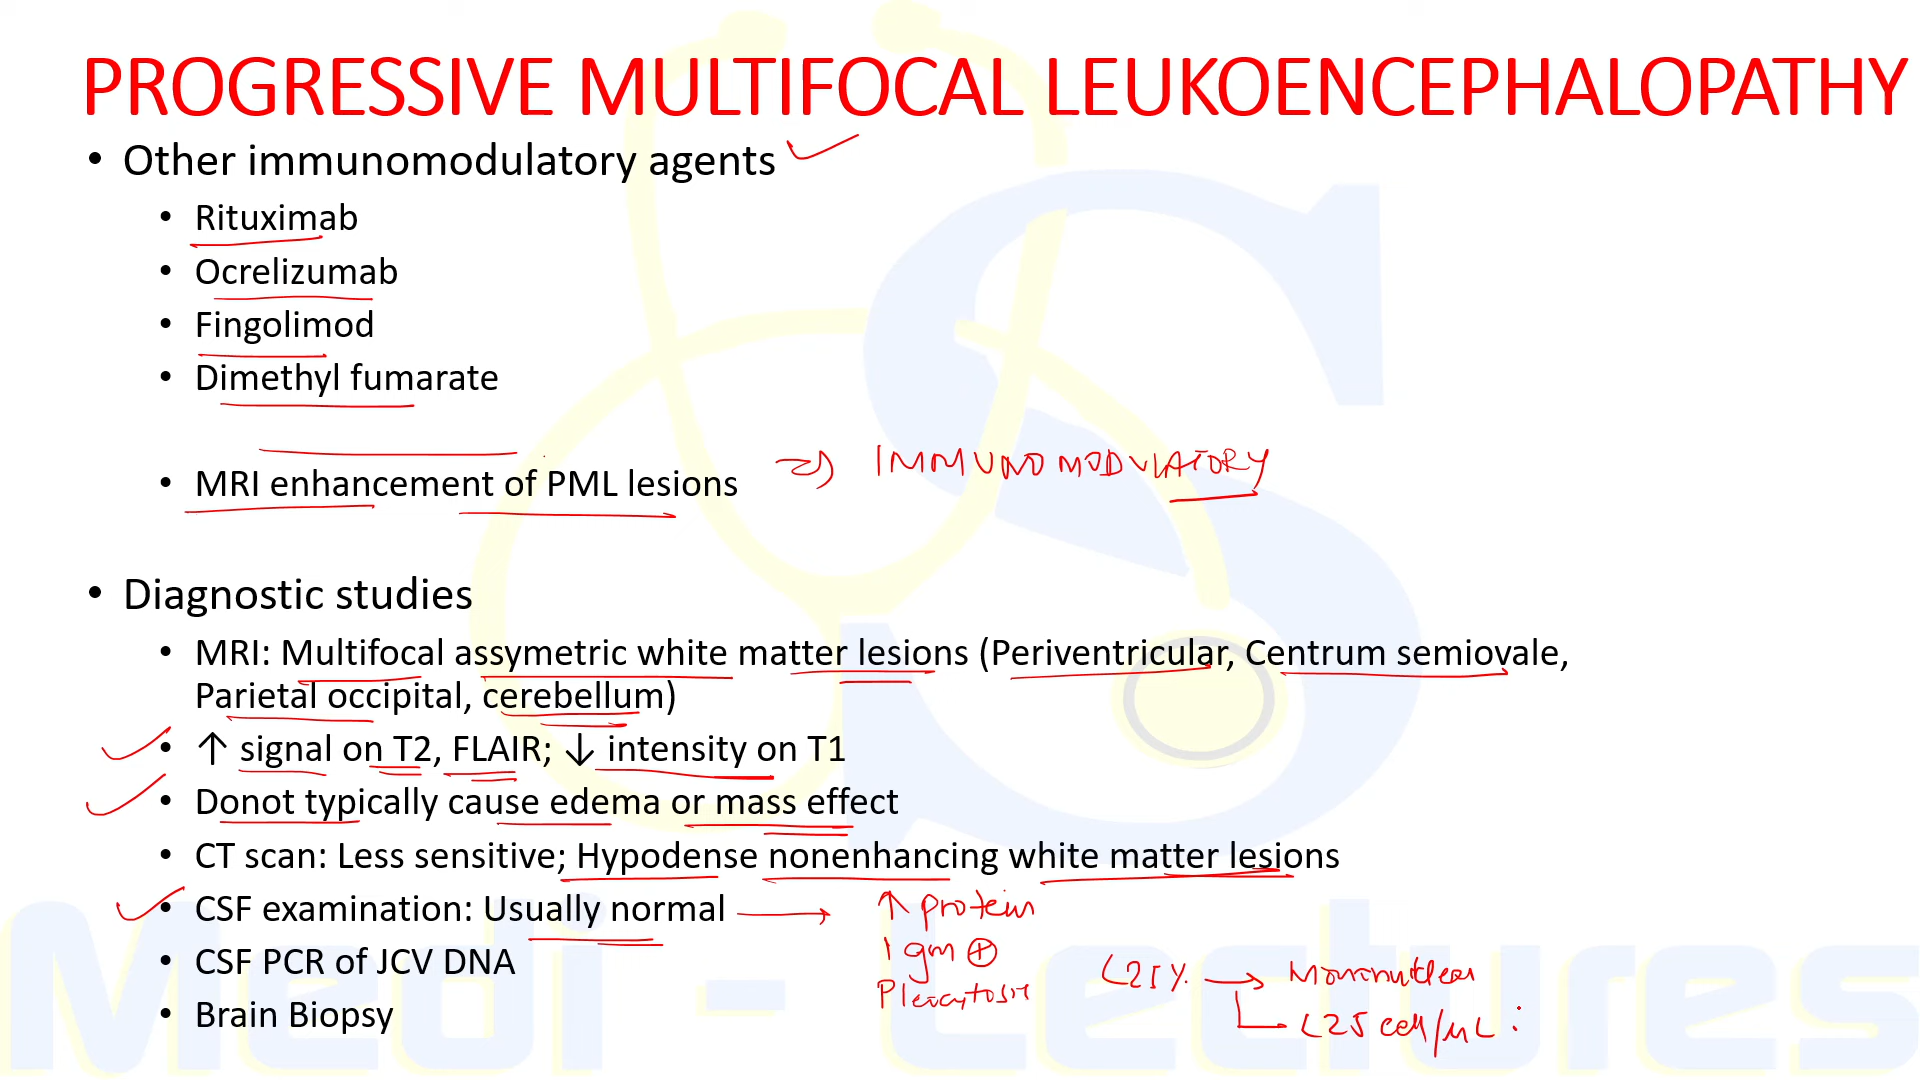 PROGRESSIVE MULTIFOCAL LEUKOENCEPHALOPATHY
• Other immunomodulatory agents
• Rituximab
• Ocrelizumab
• Fingolimod
• Dimethyl fumarate
• MRI enhancement of PML lesions ⇒ IMMUNOMODULATORY
• Diagnostic studies
• MRI: Multifocal assymetric white matter lesions (Periventricular, Centrum semiovale,
Parietal occipital, cerebellum)
• ↑ signal on T2, FLAIR; ↓ intensity on T1
• Donot typically cause edema or mass effect
• CT scan: Less sensitive; Hypodense nonenhancing white matter lesions
• CSF examination: Usually normal → ↑ protein
Igm ⊕
• CSF PCR of JCV DNA
Pleocytosis <25% → Mononuclear
• Brain Biopsy
<25 cell/μL
Medi - Lectures